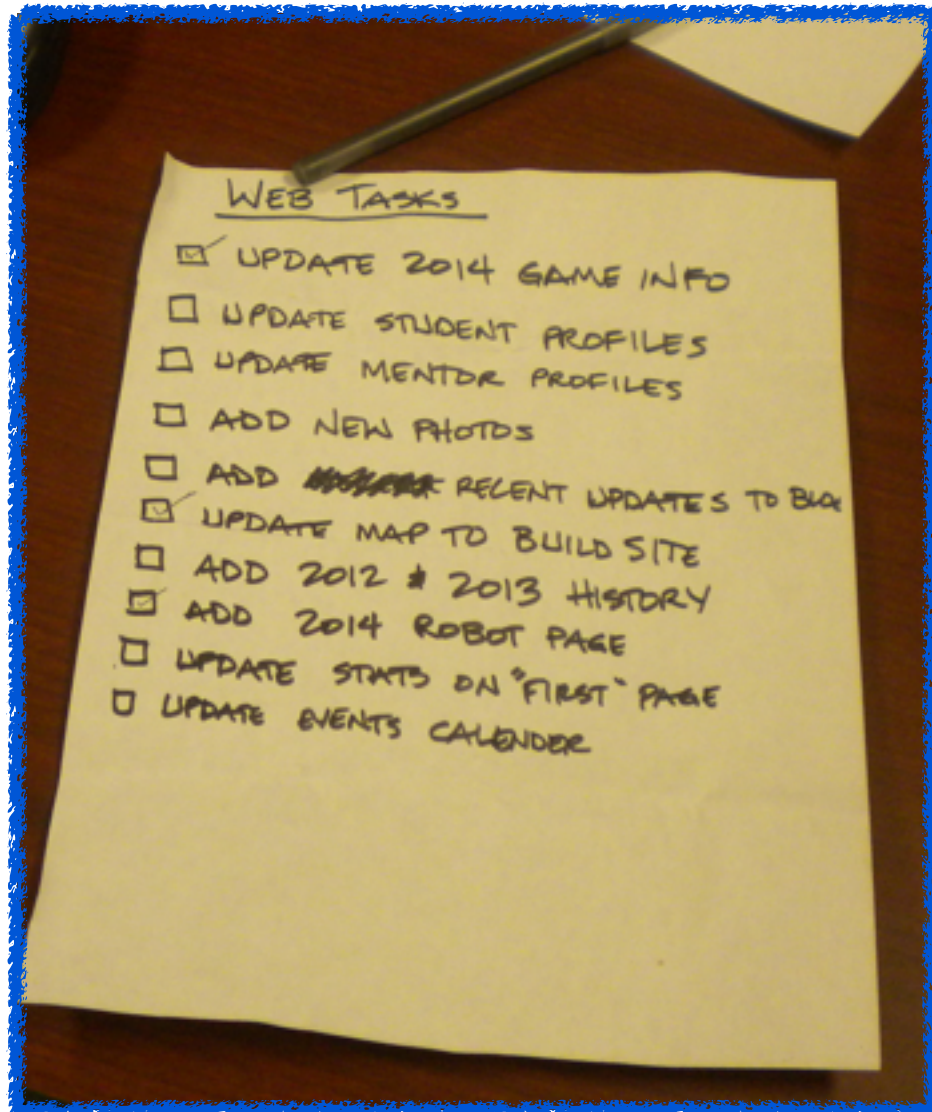 WEB TASKS
UPDATE 2014 GAME INFO
UPDATE STUDENT PROFILES
UPDATE MENTOR PROFILES
ADD NEW PHOTOS
ADD RECENT UPDATES TO BLOG
UPDATE MAP TO BUILD SITE
ADD 2012 & 2013 HISTORY
ADD 2014 ROBOT PAGE
UPDATE STATS ON "FIRST" PAGE
UPDATE EVENTS CALENDER